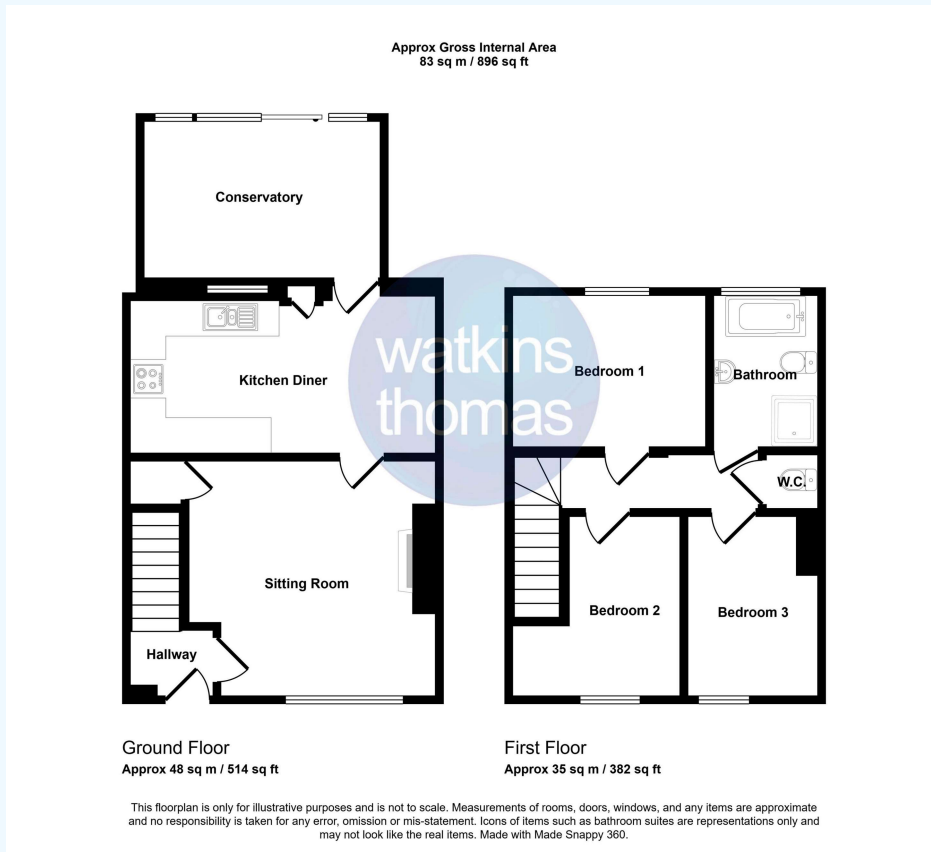 Approx Gross Internal Area
83 sq m / 896 sq ft
Conservatory
watkins
thomas
Kitchen Diner
Bedroom 1
Bathroom
W.C.
Sitting Room
Bedroom 2
Bedroom 3
Hallway
Ground Floor
Approx 48 sq m / 514 sq ft
First Floor
Approx 35 sq m / 382 sq ft
This floorplan is only for illustrative purposes and is not to scale. Measurements of rooms, doors, windows, and any items are approximate
and no responsibility is taken for any error, omission or mis-statement. Icons of items such as bathroom suites are representations only and
may not look like the real items. Made with Made Snappy 360.